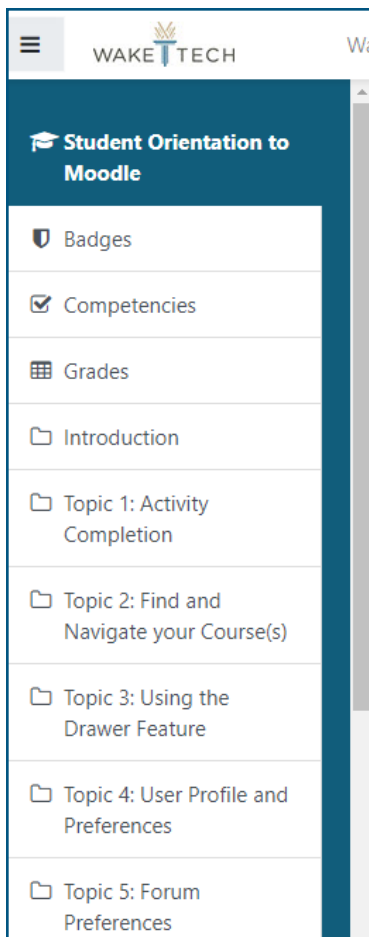 WAKE TECH
Wa
Student Orientation to
Moodle
Badges
Competencies
Grades
Introduction
Topic 1: Activity
Completion
Topic 2: Find and
Navigate your Course(s)
Topic 3: Using the
Drawer Feature
Topic 4: User Profile and
Preferences
Topic 5: Forum
Preferences